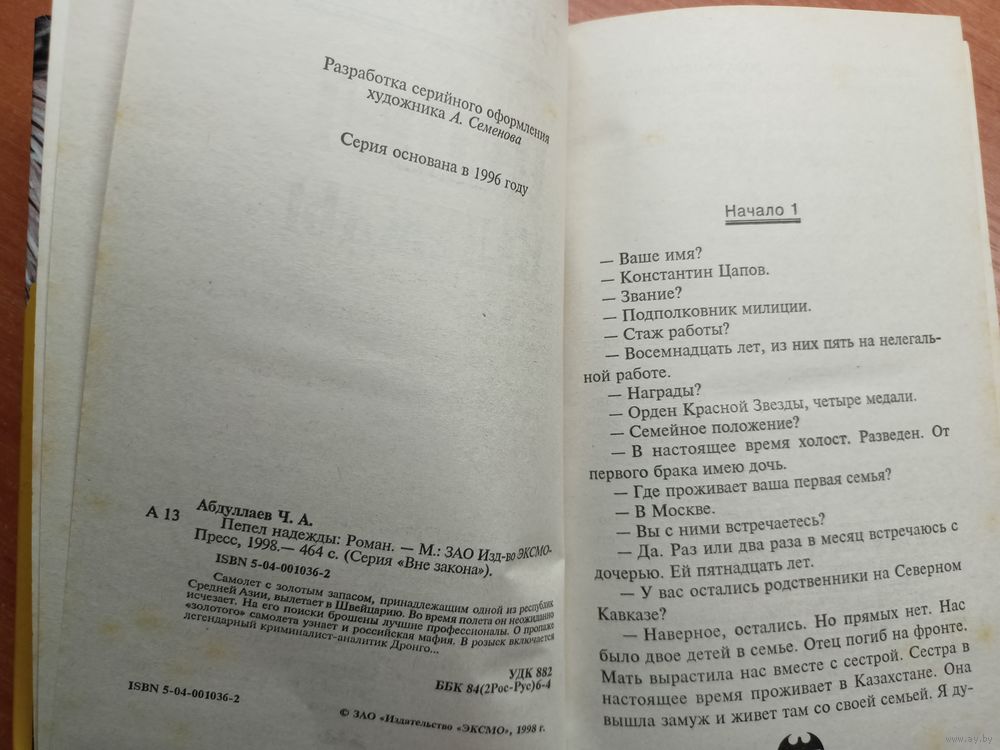 Разработка серийного оформления
художника А. Семенова
Серия основана в 1996 году
Абдуллаев Ч. А.
А 13
Пепел надежды: Роман. — М.: ЗАО Изд-во ЭКСМО-
Пресс, 1998.— 464 с. (Серия «Вне закона»).
ISBN 5-04-001036-2
Самолет с золотым запасом, принадлежащим одной из республик
Средней Азии, вылетает в Швейцарию. Во время полета он неожиданно
исчезает. На его поиски брошены лучшие профессионалы. О пропаже
«золотого» самолета узнает и российская мафия. В розыск включается
легендарный криминалист-аналитик Дронго...
УДК 882
ББК 84(2Рос-Рус)6-4
ISBN 5-04-001036-2
© ЗАО «Издательство «ЭКСМО», 1998 г.
Начало 1
— Ваше имя?
— Константин Цапов.
— Звание?
— Подполковник милиции.
— Стаж работы?
— Восемнадцать лет, из них пять на нелегаль-
ной работе.
— Награды?
— Орден Красной Звезды, четыре медали.
— Семейное положение?
— В настоящее время холост. Разведен. От
первого брака имею дочь.
— Где проживает ваша первая семья?
— В Москве.
— Вы с ними встречаетесь?
— Да. Раз или два раза в месяц встречаюсь с
дочерью. Ей пятнадцать лет.
— У вас остались родственники на Северном
Кавказе?
— Наверное, остались. Но прямых нет. Нас
было двое детей в семье. Отец погиб на фронте.
Мать вырастила нас вместе с сестрой. Сестра в
настоящее время проживает в Казахстане. Она
вышла замуж и живет там со своей семьей. Я ду-
www.ay.by